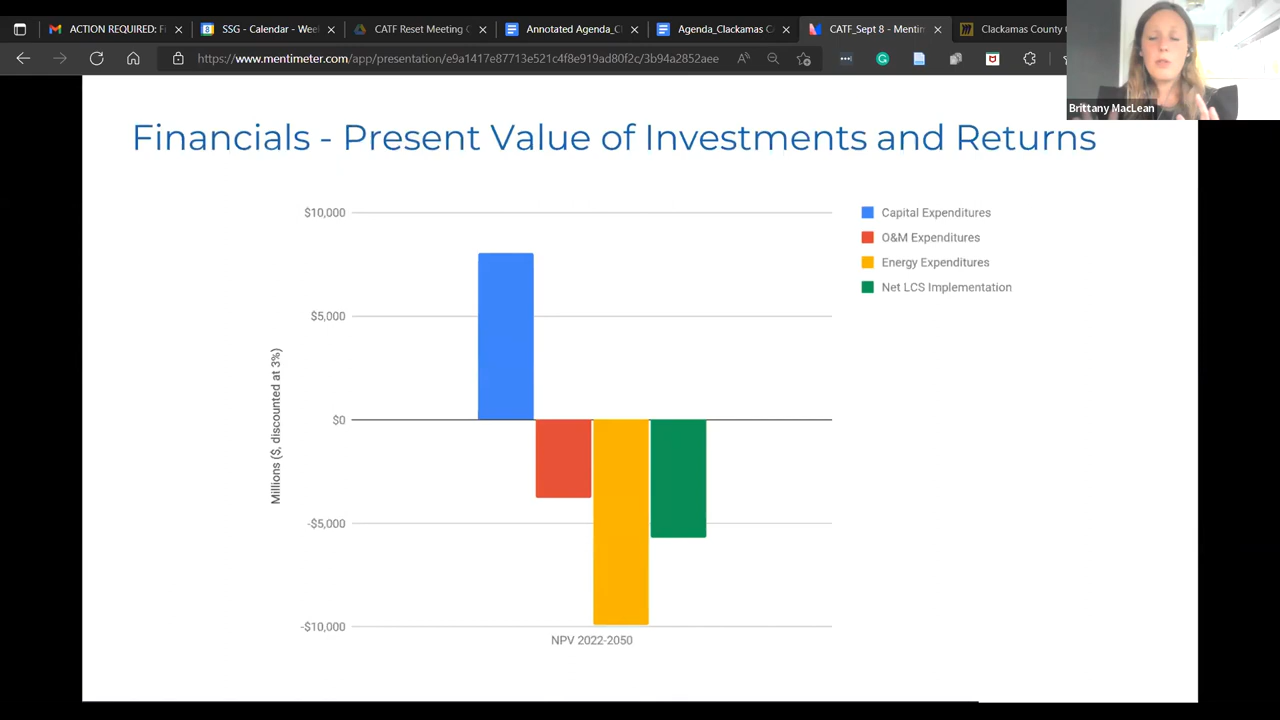 ACTION REQUIRED: Fi
SSG - Calendar - Wee
CATF Reset Meeting
Annotated Agenda_C
Agenda_Clackamas C
CATF_Sept 8 - Mentim
Clackamas County
https://www.mentimeter.com/app/presentation/e9a1417e87713e521c4f8e919ad80f2c/3b94a2852aee
Brittany MacLean
Financials - Present Value of Investments and Returns
$10,000
$5,000
$0
-$5,000
-$10,000
Millions ($, discounted at 3%)
NPV 2022-2050
Capital Expenditures
O&M Expenditures
Energy Expenditures
Net LCS Implementation